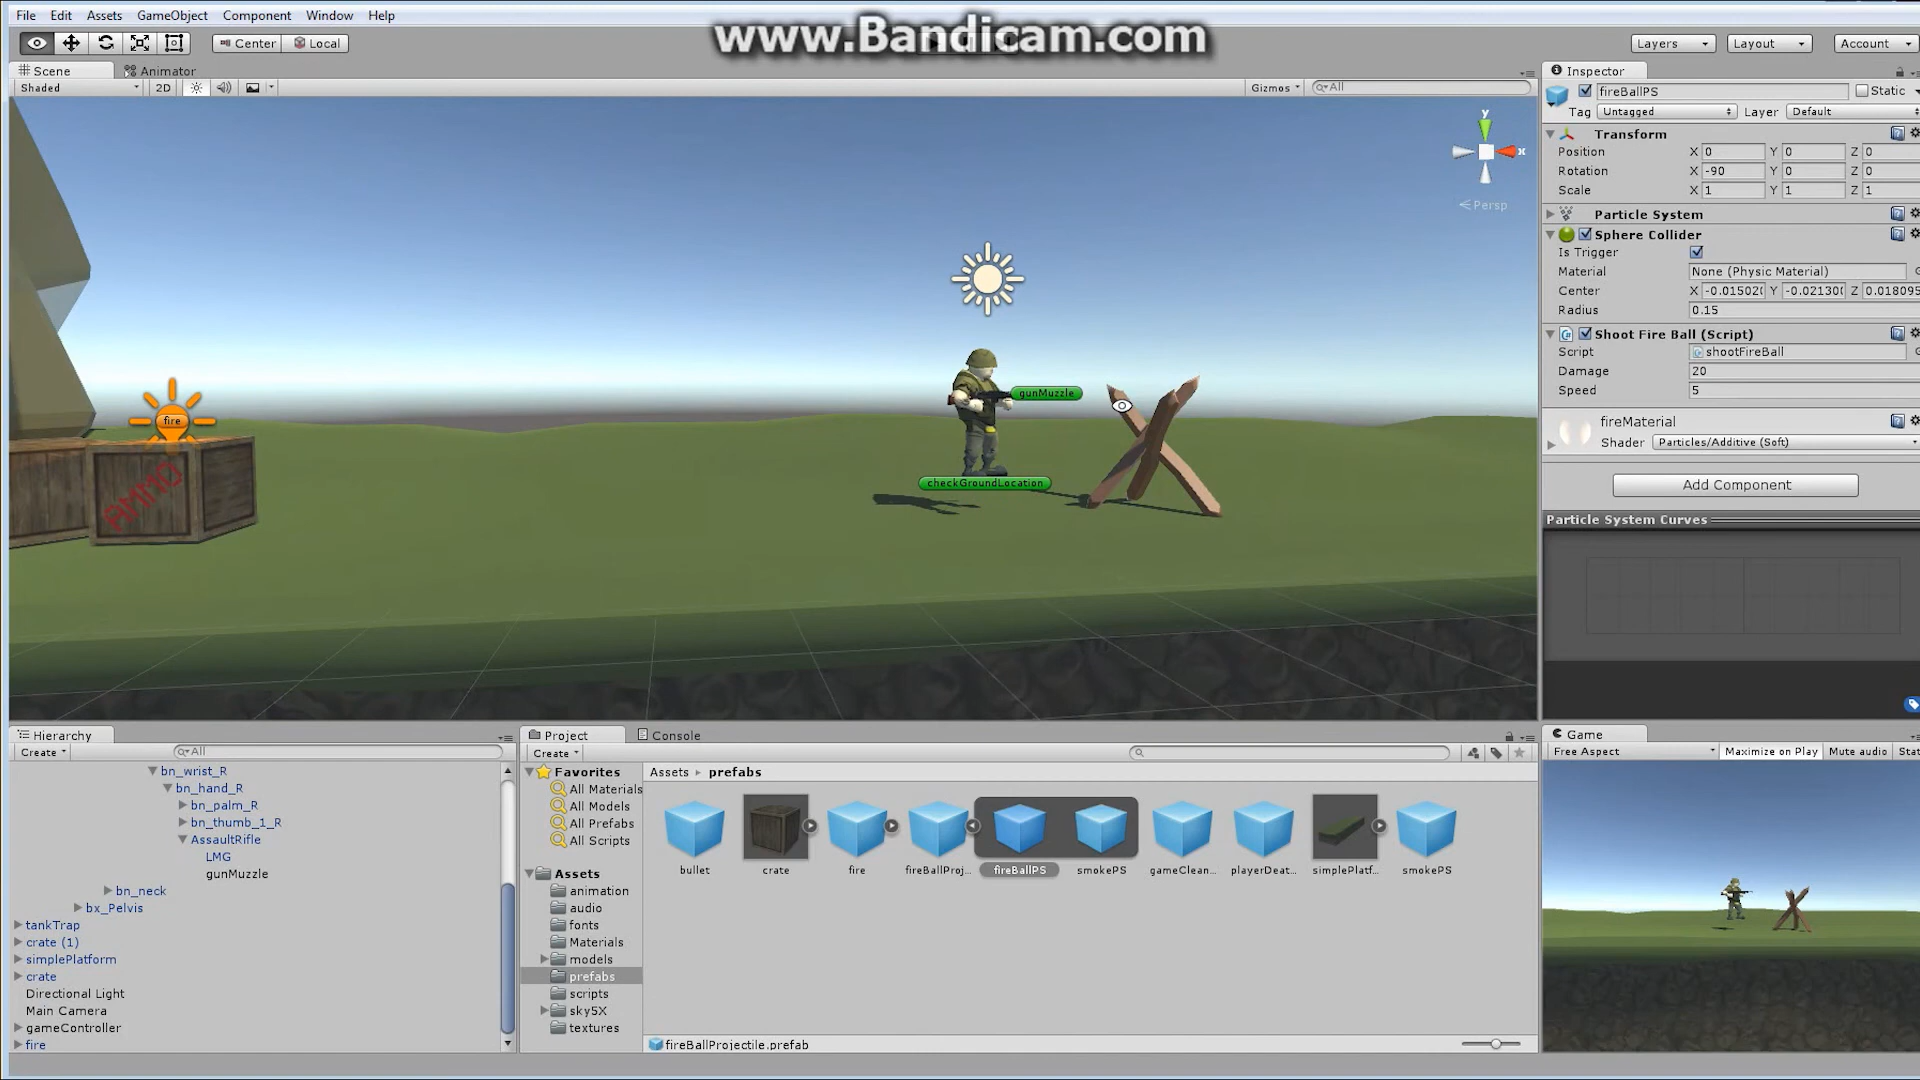 File Edit Assets GameObject Component Window Help
www.Bandicam.com
Center Local
Layers Layout Account
Scene Animator
Shaded 2D Gizmos All
y
x
Persp
fire
AMMO
gunMuzzle
checkGroundLocation
Inspector
fireBallPS Static
Tag Untagged Layer Default
Transform
Position X 0 Y 0 Z 0
Rotation X -90 Y 0 Z 0
Scale X 1 Y 1 Z 1
Particle System
Sphere Collider
Is Trigger
Material None (Physic Material)
Center X -0.01502( Y -0.02130( Z 0.018095
Radius 0.15
Shoot Fire Ball (Script)
Script shootFireBall
Damage 20
Speed 5
fireMaterial
Shader Particles/Additive (Soft)
Add Component
Particle System Curves
Hierarchy
Create All
bn_wrist_R
bn_hand_R
bn_palm_R
bn_thumb_1_R
AssaultRifle
LMG
gunMuzzle
bn_neck
bx_Pelvis
tankTrap
crate (1)
simplePlatform
crate
Directional Light
Main Camera
gameController
fire
Project Console
Create
Favorites
All Materials
All Models
All Prefabs
All Scripts
Assets
animation
audio
fonts
Materials
models
prefabs
scripts
sky5X
textures
Assets prefabs
bullet crate fire fireBallProj... fireBallPS smokePS gameClean... playerDeat... simplePlatf... smokePS
fireBallProjectile.prefab
Game
Free Aspect Maximize on Play Mute audio Stat